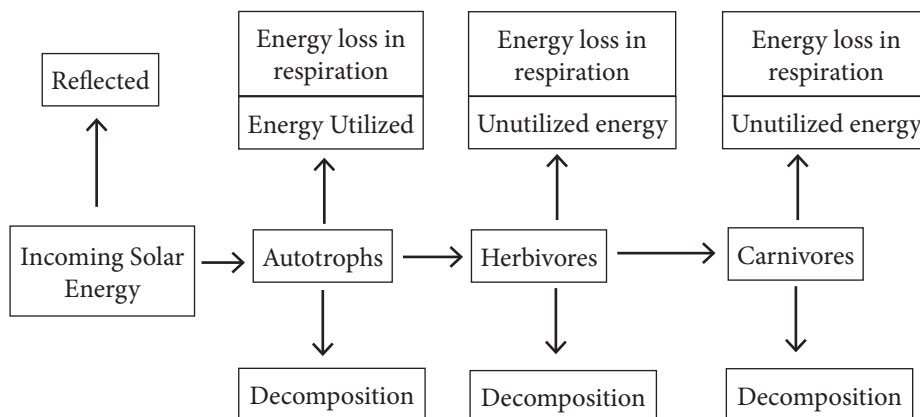 Energy loss in
respiration
Energy loss in
respiration
Energy loss in
respiration
Reflected
Energy Utilized
Unutilized energy
Unutilized energy
Incoming Solar
Energy
Autotrophs
Herbivores
Carnivores
Decomposition
Decomposition
Decomposition